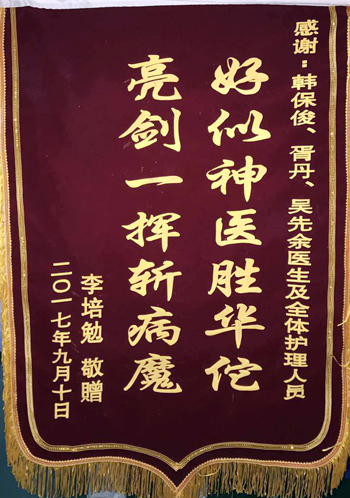 感谢：韩保俊、胥丹、吴先余医生及全体护理人员
好似神医胜华佗
亮剑一挥斩病魔
李培勉 敬赠
二〇一七年九月十日